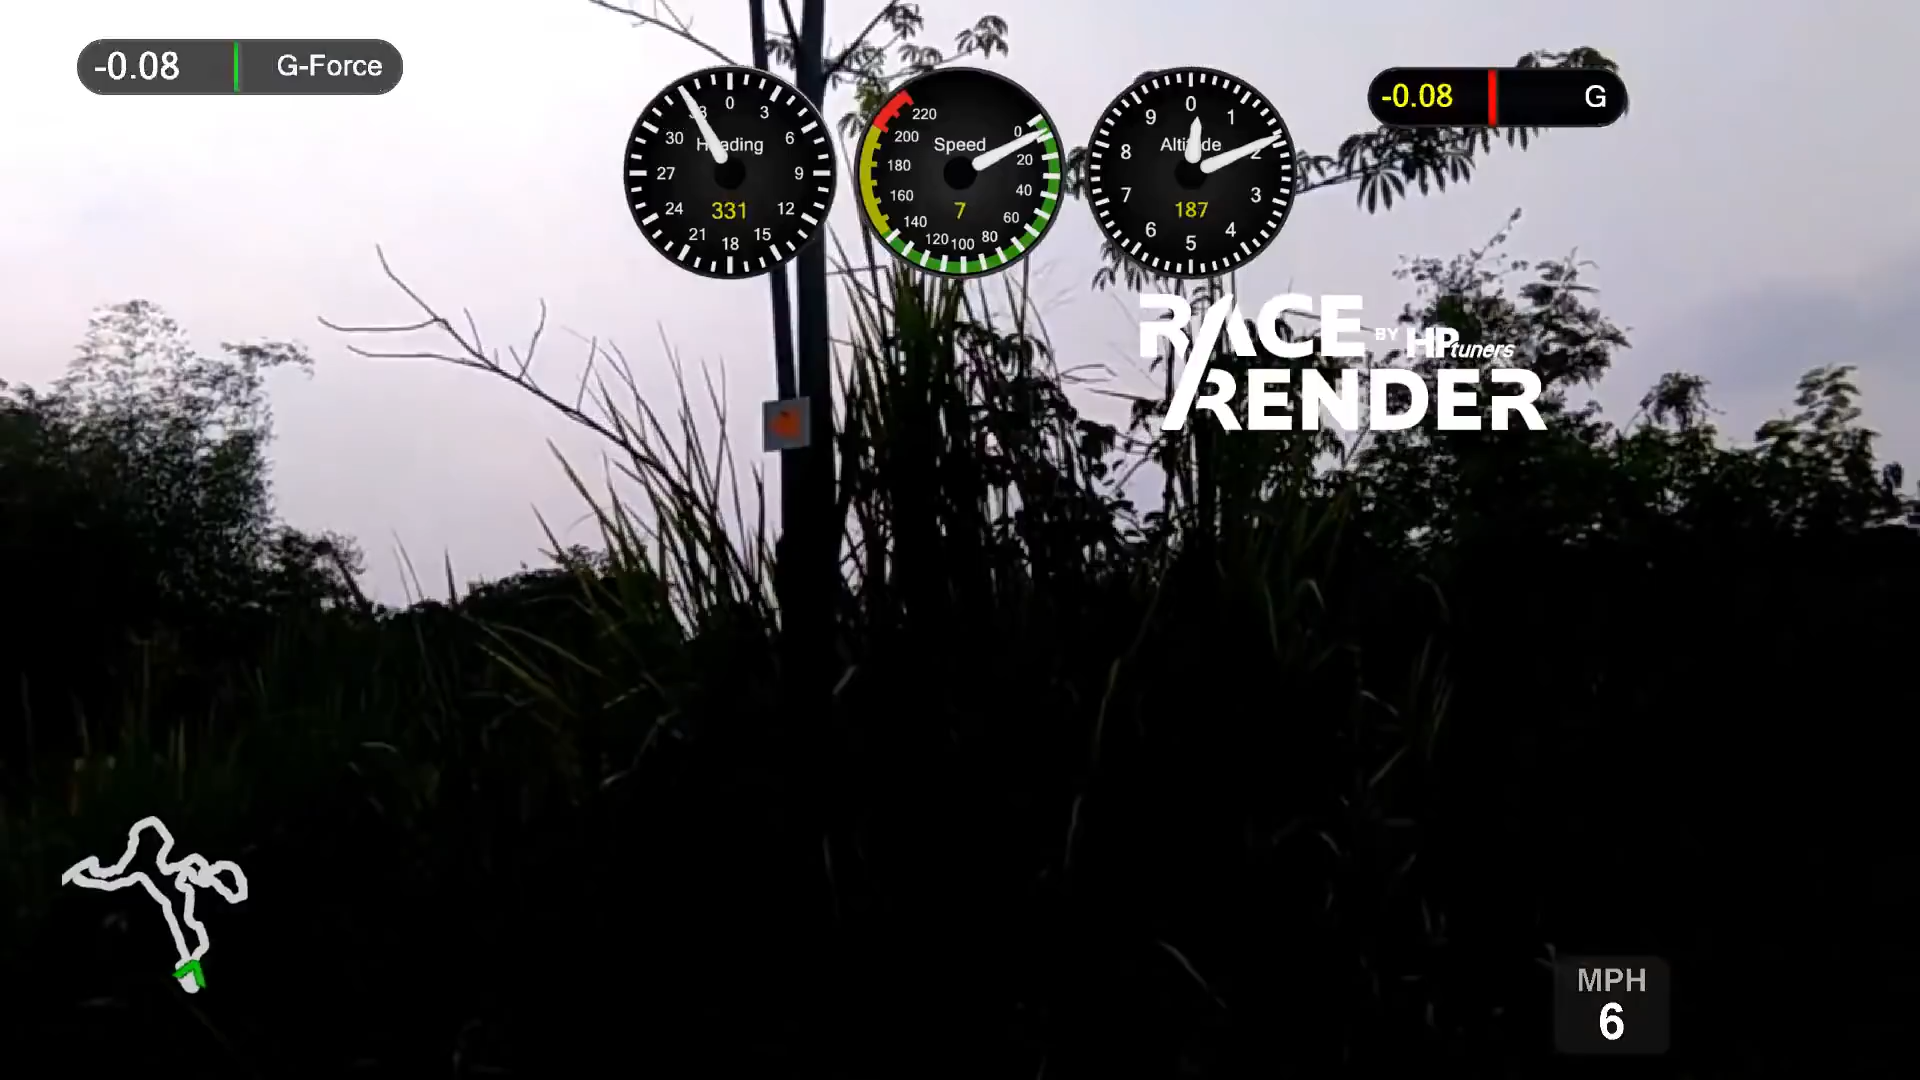 -0.08 G-Force
-0.08 G
0 3 6 9 12 15 18 21 24 27 30 33
Heading
331
0 20 40 60 80 100 120 140 160 180 200 220
Speed
7
0 1 2 3 4 5 6 7 8 9
Altitude
187
RACE BY HPtuners
RENDER
MPH
6